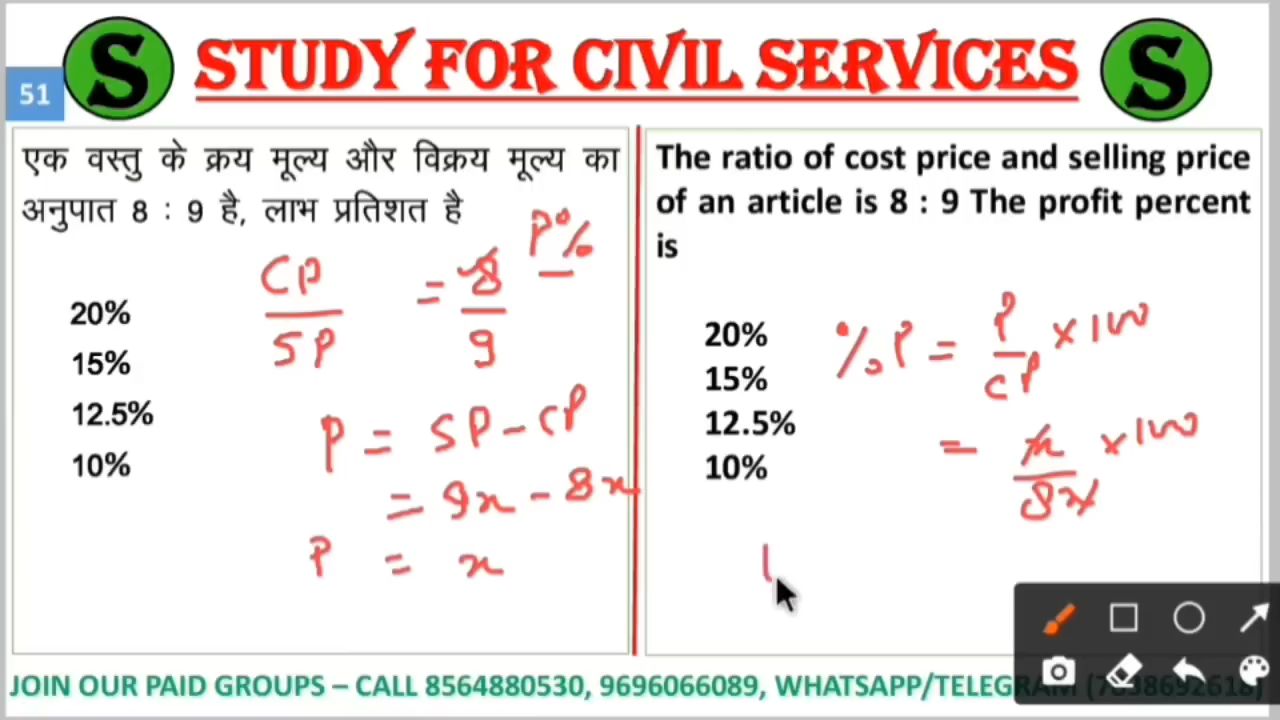 S STUDY FOR CIVIL SERVICES S
51
एक वस्तु के क्रय मूल्य और विक्रय मूल्य का
अनुपात 8 : 9 है, लाभ प्रतिशत है
P%
CP / SP = 8 / 9
20%
15%
12.5%
10%
P = SP - CP
= 9x - 8x
P = x
The ratio of cost price and selling price
of an article is 8 : 9 The profit percent
is
20%
15%
12.5%
10%
% P = P / CP × 100
= x / 8x × 100
JOIN OUR PAID GROUPS – CALL 8564880530, 9696066089, WHATSAPP/TELEGRAM